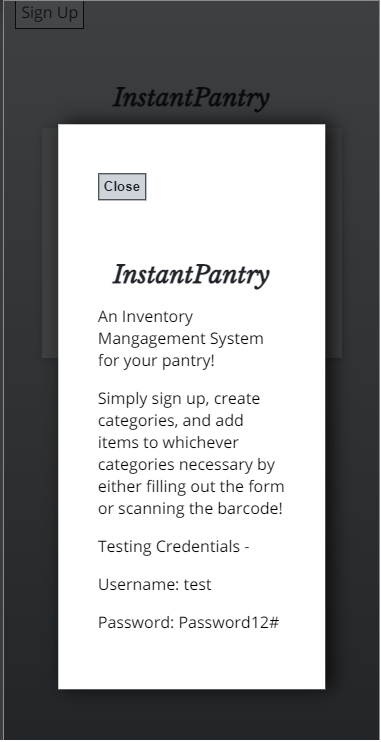 Sign Up
InstantPantry
Close
InstantPantry
An Inventory
Mangagement System
for your pantry!
Simply sign up, create
categories, and add
items to whichever
categories necessary by
either filling out the form
or scanning the barcode!
Testing Credentials -
Username: test
Password: Password12#